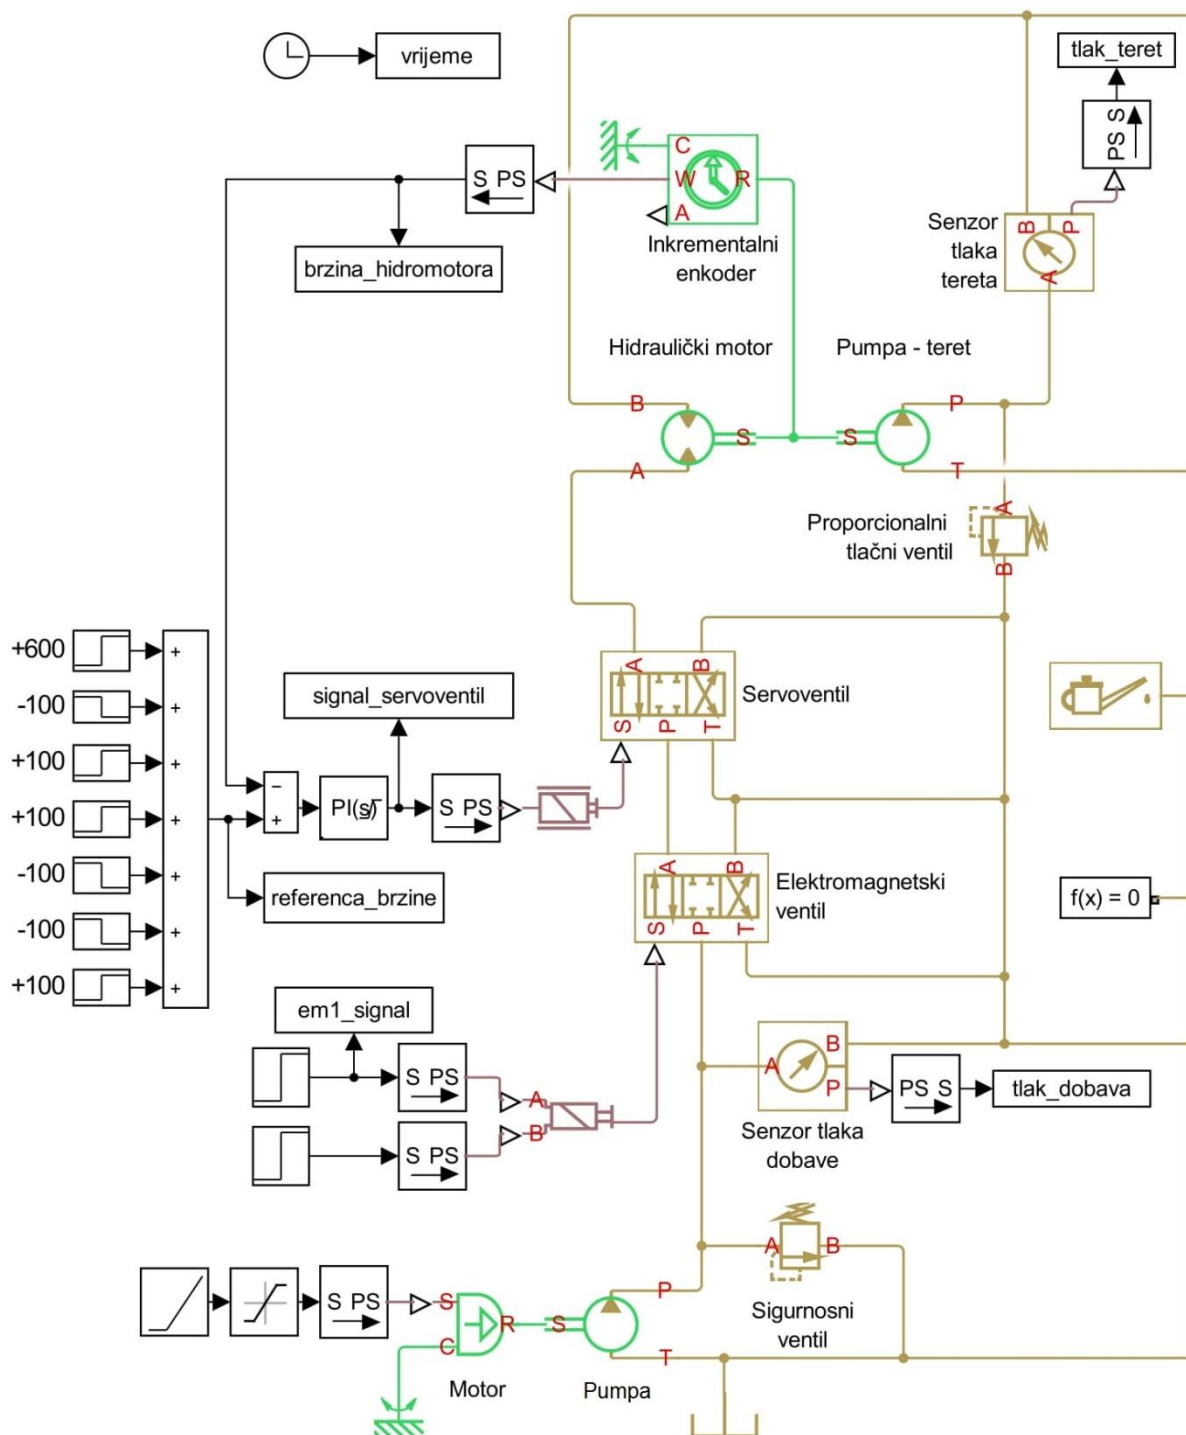 vrijeme
tlak_teret
PS S
S PS
C
W
R
A
B
P
A
Senzor
tlaka
tereta
Inkrementalni
enkoder
brzina_hidromotora
Hidraulički motor
Pumpa - teret
B
P
S
S
A
T
A
Proporcionalni
tlačni ventil
B
+600
+
-100
+
+100
+
+100
+
-100
+
-100
+
+100
+
signal_servoventil
A
B
Servoventil
S
P
T
−
+
PI(s)
S PS
referenca_brzine
A
B
Elektromagnetski
ventil
S
P
T
f(x) = 0
em1_signal
S PS
A
B
S PS
A
B
P
PS S
tlak_dobava
Senzor tlaka
dobave
A
B
Sigurnosni
ventil
S PS
S
R
C
S
P
T
Motor
Pumpa